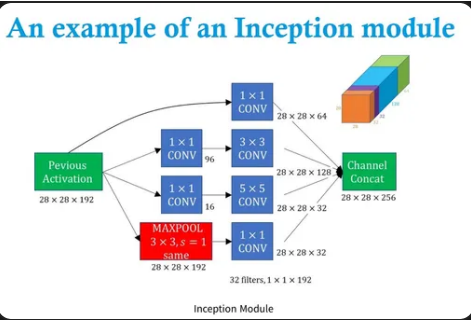 An example of an Inception module
1 × 1
CONV
28 × 28 × 64
1 × 1
CONV
96
3 × 3
CONV
28 × 28 × 128
Pevious
Activation
28 × 28 × 192
1 × 1
CONV
16
5 × 5
CONV
28 × 28 × 32
Channel
Concat
28 × 28 × 256
MAXPOOL
3 × 3, s = 1
same
28 × 28 × 192
1 × 1
CONV
28 × 28 × 32
32 filters, 1 × 1 × 192
Inception Module